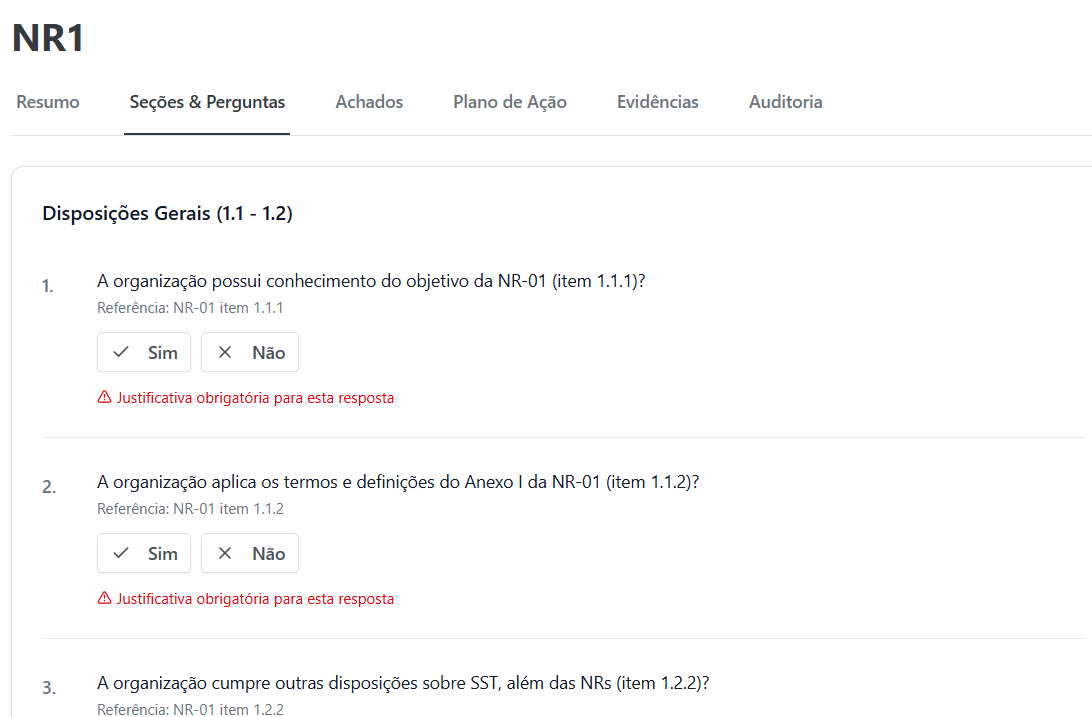 NR1
Resumo
Seções & Perguntas
Achados
Plano de Ação
Evidências
Auditoria
Disposições Gerais (1.1 - 1.2)
1.
A organização possui conhecimento do objetivo da NR-01 (item 1.1.1)?
Referência: NR-01 item 1.1.1
Sim
Não
Justificativa obrigatória para esta resposta
2.
A organização aplica os termos e definições do Anexo I da NR-01 (item 1.1.2)?
Referência: NR-01 item 1.1.2
Sim
Não
Justificativa obrigatória para esta resposta
3.
A organização cumpre outras disposições sobre SST, além das NRs (item 1.2.2)?
Referência: NR-01 item 1.2.2